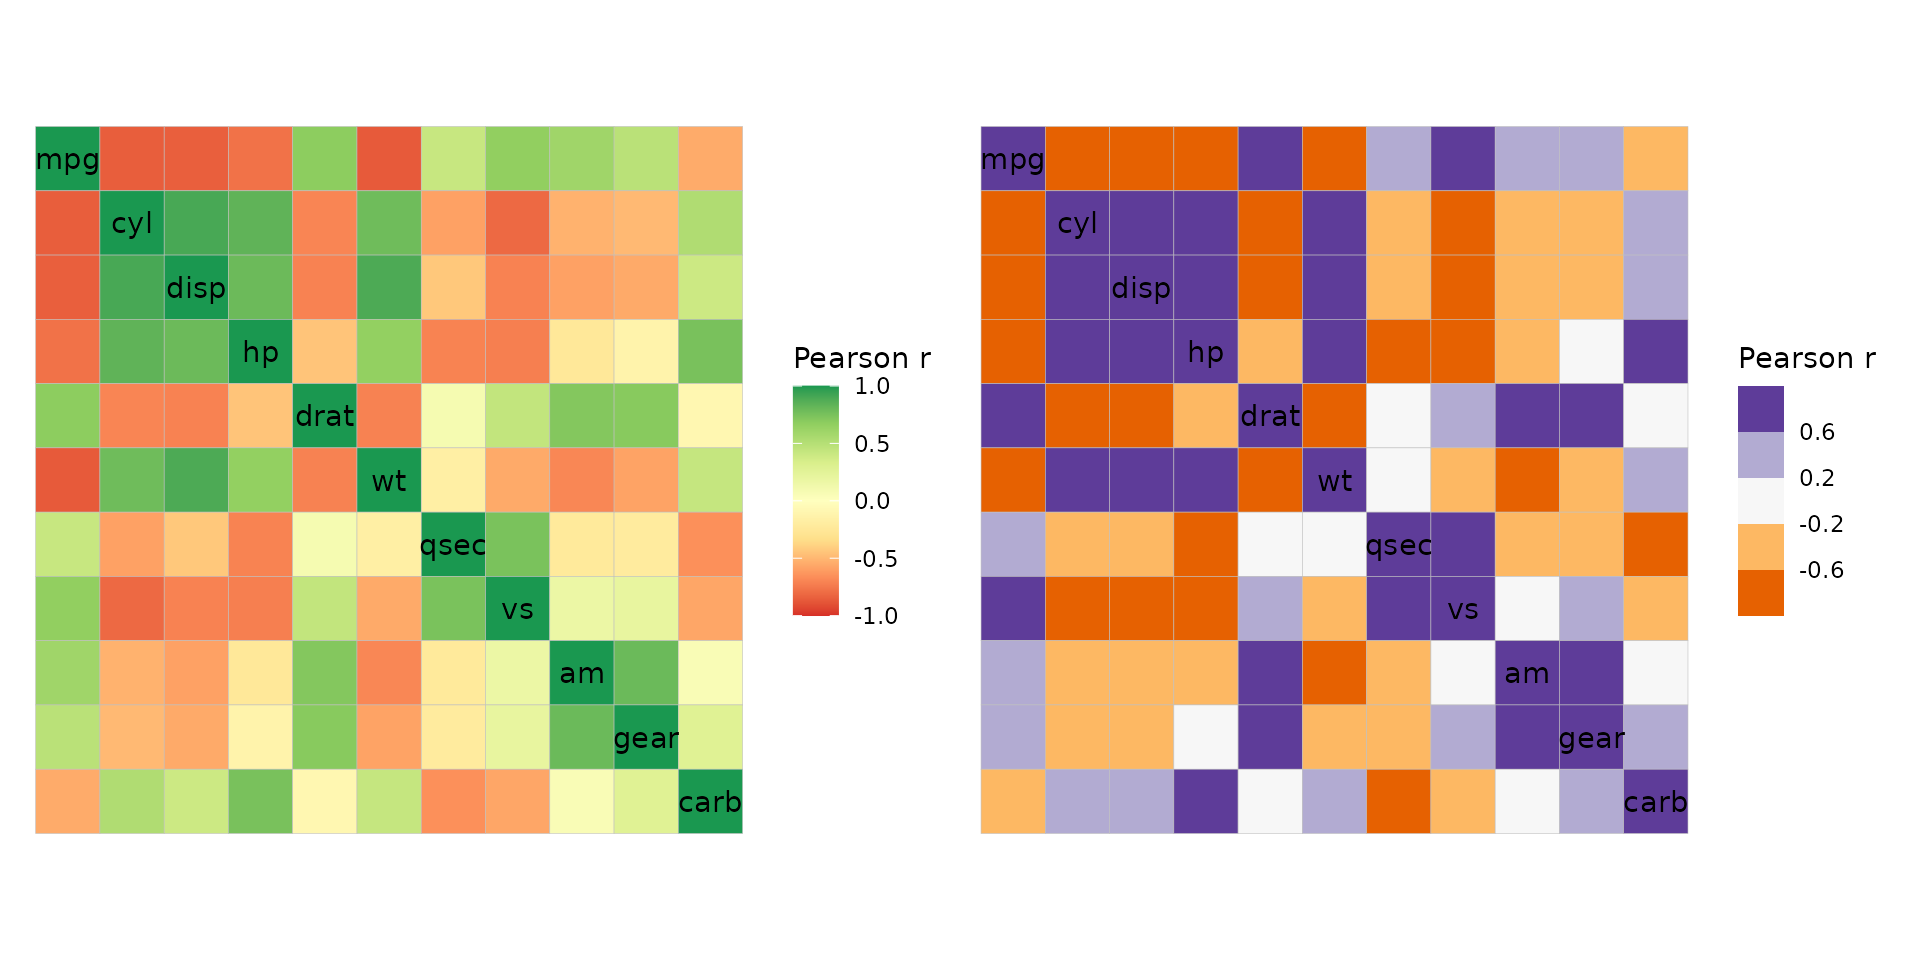 mpg
cyl
disp
hp
drat
wt
qsec
vs
am
gear
carb
Pearson r
1.0
0.5
0.0
-0.5
-1.0
mpg
cyl
disp
hp
drat
wt
qsec
vs
am
gear
carb
Pearson r
0.6
0.2
-0.2
-0.6